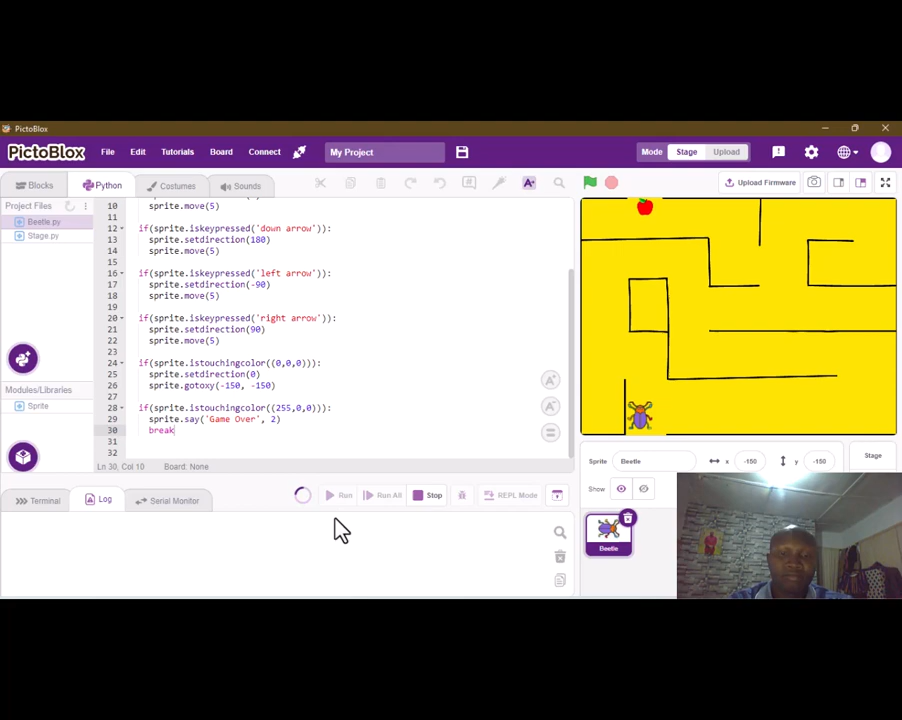 PictoBlox
PictoBlox File Edit Tutorials Board Connect My Project Mode Stage Upload
Blocks Python Costumes Sounds Upload Firmware
Project Files
Beetle.py
Stage.py
Modules/Libraries
Sprite
10 sprite.move(5)
11
12 if(sprite.iskeypressed('down arrow')):
13 sprite.setdirection(180)
14 sprite.move(5)
15
16 if(sprite.iskeypressed('left arrow')):
17 sprite.setdirection(-90)
18 sprite.move(5)
19
20 if(sprite.iskeypressed('right arrow')):
21 sprite.setdirection(90)
22 sprite.move(5)
23
24 if(sprite.istouchingcolor((0,0,0))):
25 sprite.setdirection(0)
26 sprite.gotoxy(-150, -150)
27
28 if(sprite.istouchingcolor((255,0,0))):
29 sprite.say('Game Over', 2)
30 break
31
32
Ln 30, Col 10 Board: None
Terminal Log Serial Monitor Run Run All Stop REPL Mode
Sprite Beetle x -150 y -150 Stage
Show
Beetle